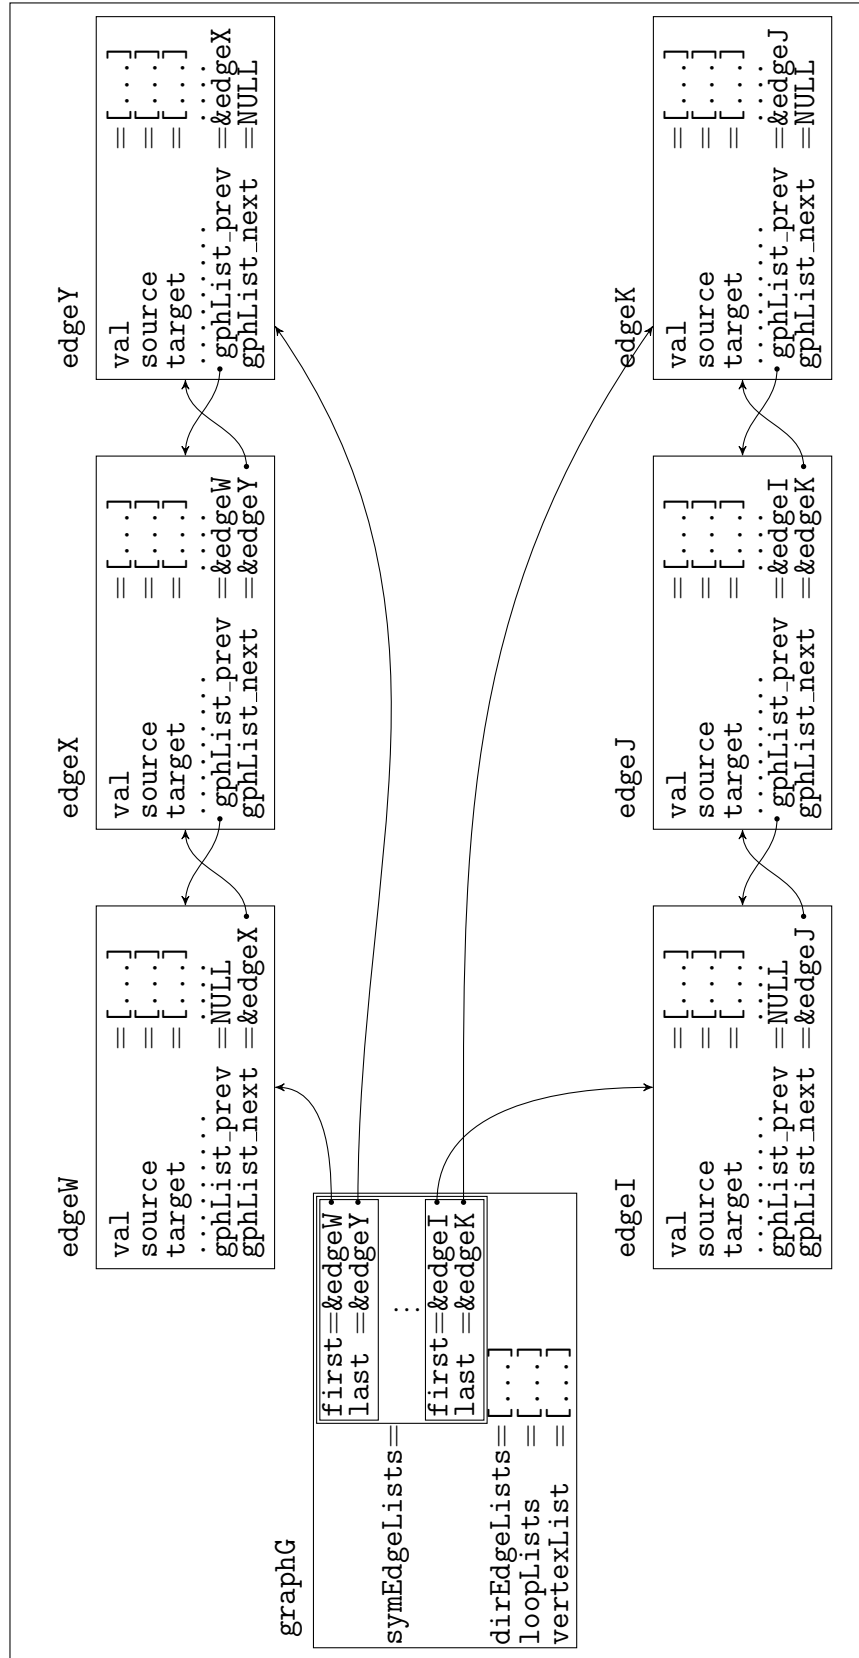 graphG
symEdgeLists=
first=&edgeW
last =&edgeY
...
first=&edgeI
last =&edgeK
dirEdgeLists=[...]
loopLists =[...]
vertexList =[...]
edgeW
val =[...]
source =[...]
target =[...]
..............
gphList_prev =NULL
gphList_next =&edgeX
edgeX
val =[...]
source =[...]
target =[...]
..............
gphList_prev =&edgeW
gphList_next =&edgeY
edgeY
val =[...]
source =[...]
target =[...]
..............
gphList_prev =&edgeX
gphList_next =NULL
edgeI
val =[...]
source =[...]
target =[...]
..............
gphList_prev =NULL
gphList_next =&edgeJ
edgeJ
val =[...]
source =[...]
target =[...]
..............
gphList_prev =&edgeI
gphList_next =&edgeK
edgeK
val =[...]
source =[...]
target =[...]
..............
gphList_prev =&edgeJ
gphList_next =NULL